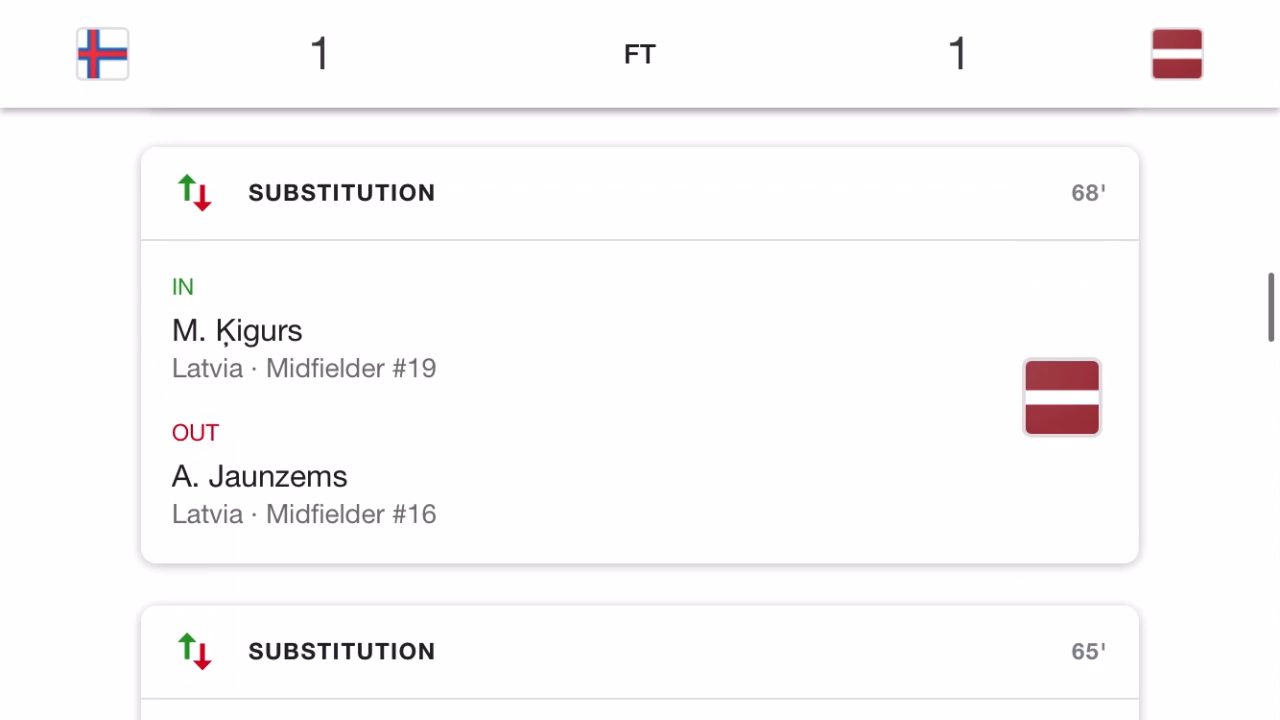 1 FT 1
SUBSTITUTION 68'
IN
M. Ķigurs
Latvia · Midfielder #19
OUT
A. Jaunzems
Latvia · Midfielder #16
SUBSTITUTION 65'